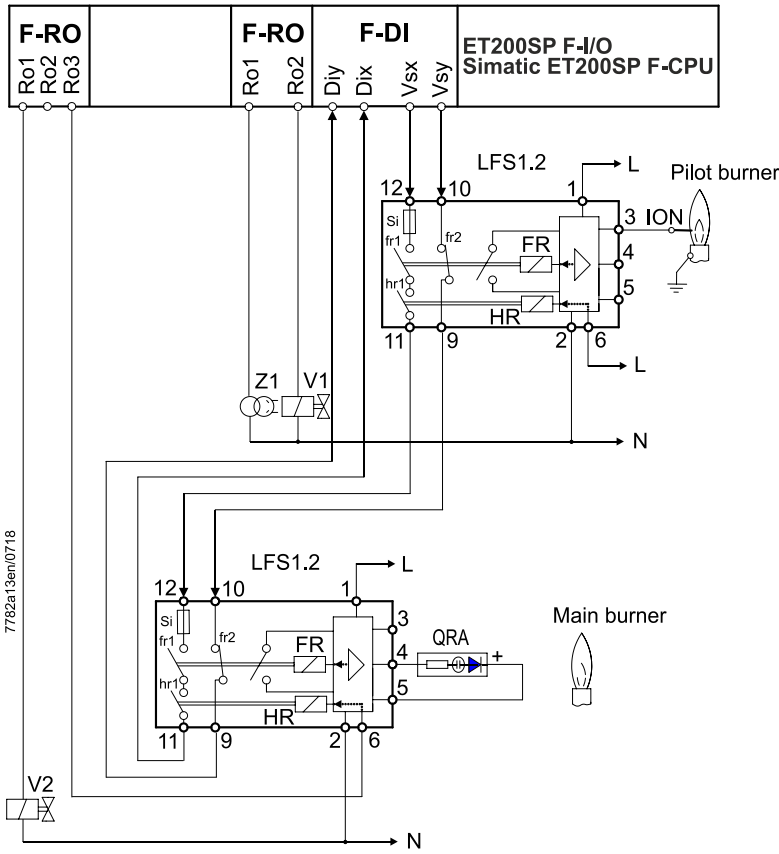 F-RO
F-RO
F-DI
ET200SP F-I/O
Simatic ET200SP F-CPU
Ro1
Ro2
Ro3
Ro1
Ro2
Diy
Dix
Vsx
Vsy
LFS1.2
L
Pilot burner
12
10
1
3
ION
Si
fr1
fr2
FR
4
hr1
5
HR
11
9
2
6
L
Z1
V1
N
7782a13en/0718
LFS1.2
L
12
10
1
3
Main burner
Si
fr1
fr2
FR
4
QRA
+
hr1
5
HR
11
9
2
6
V2
N